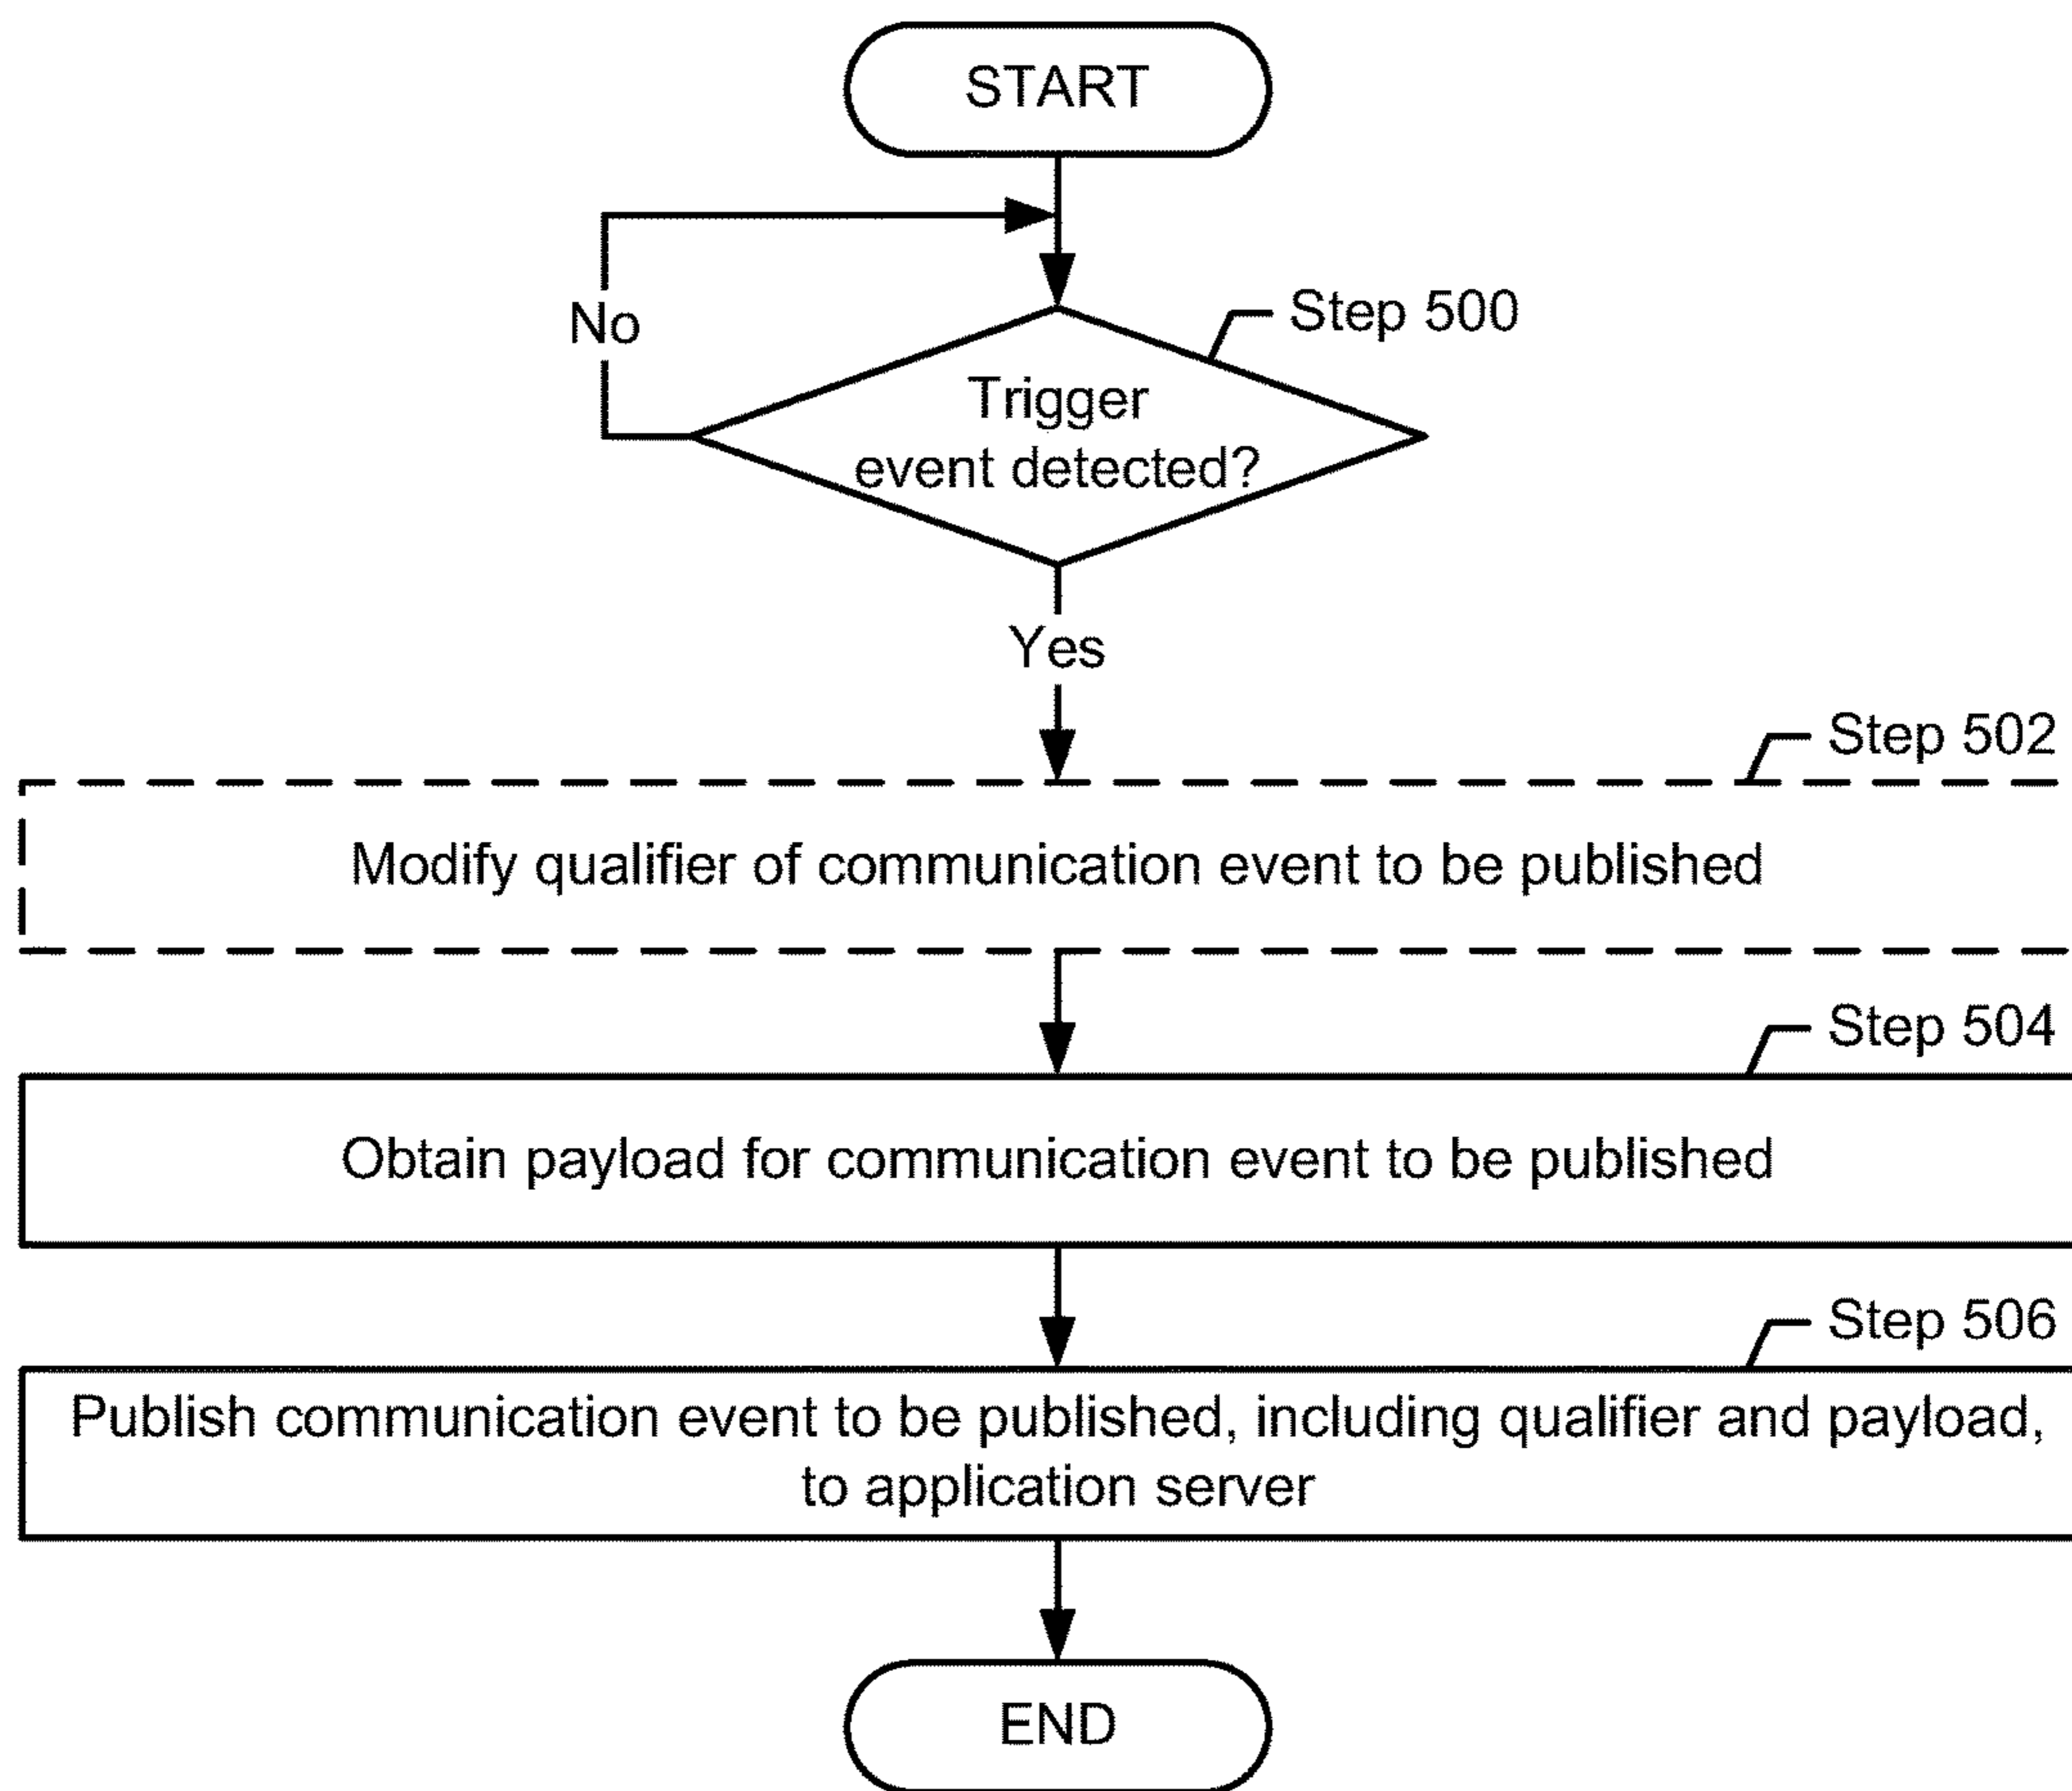 START
No
Step 500
Trigger
event detected?
Yes
Step 502
Modify qualifier of communication event to be published
Step 504
Obtain payload for communication event to be published
Step 506
Publish communication event to be published, including qualifier and payload,
to application server
END